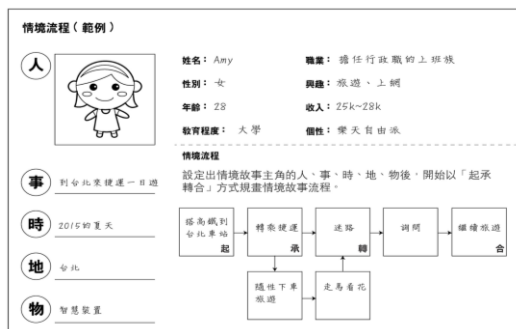 情境流程（範例）
人
姓名：Amy
職業：擔任行政職的上班族
性別：女
興趣：旅遊、上網
年齡：28
收入：25k~28k
教育程度：大學
個性：樂天自由派
事 到台北來捷運一日遊
時 2015的夏天
地 台北
物 智慧裝置
情境流程
設定出情境故事主角的人、事、時、地、物後，開始以「起承
轉合」方式規畫情境故事流程。
搭高鐵到
台北車站
起
轉乘捷運
承
迷路
轉
詢問
繼續旅遊
合
隨性下車
旅遊
走馬看花